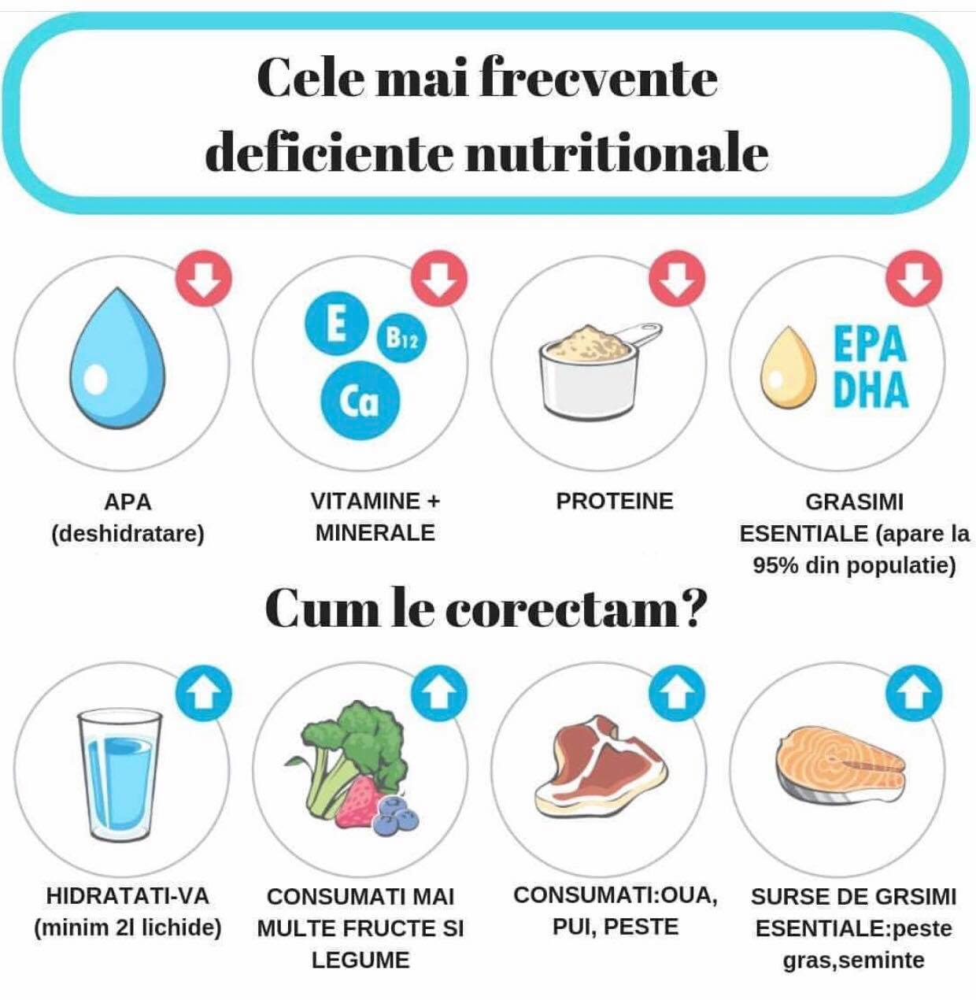 Cele mai frecvente
deficiente nutritionale
E
B12
Ca
EPA
DHA
APA
(deshidratare)
VITAMINE +
MINERALE
PROTEINE
GRASIMI
ESENTIALE (apare la
95% din populatie)
Cum le corectam?
HIDRATATI-VA
(minim 2l lichide)
CONSUMATI MAI
MULTE FRUCTE SI
LEGUME
CONSUMATI:OUA,
PUI, PESTE
SURSE DE GRSIMI
ESENTIALE:peste
gras,seminte